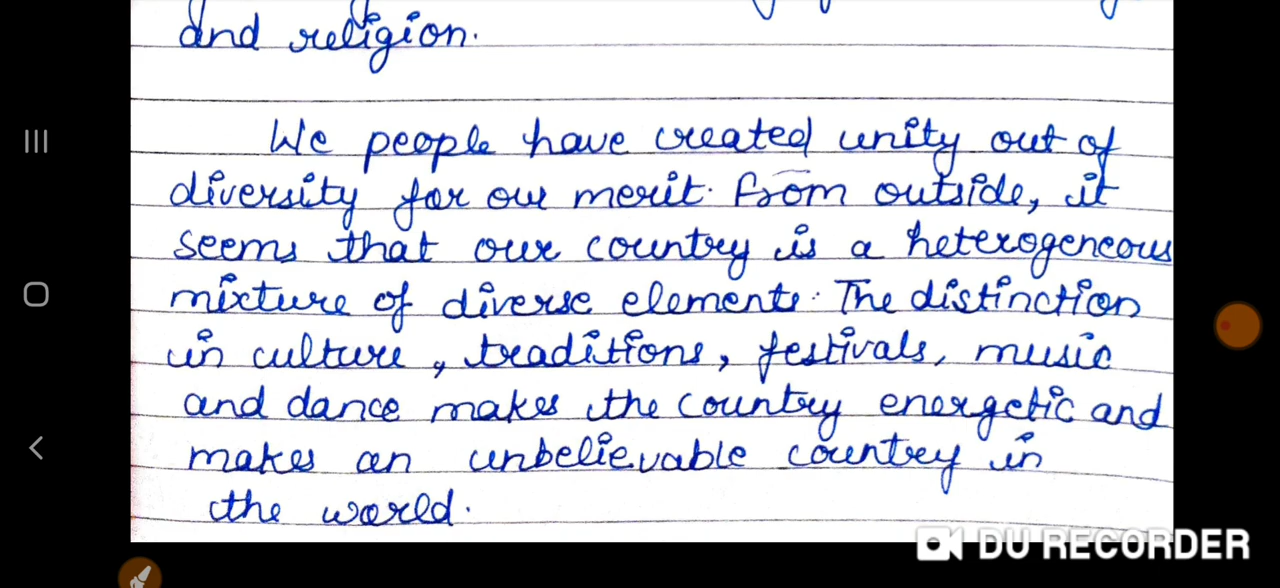 and religion.
We people have created unity out of
diversity for our merit. From outside, it
seems that our country is a heterogeneous
mixture of diverse elements. The distinction
in culture, traditions, festivals, music
and dance makes the country energetic and
makes an unbelievable country in
the world.
DU RECORDER